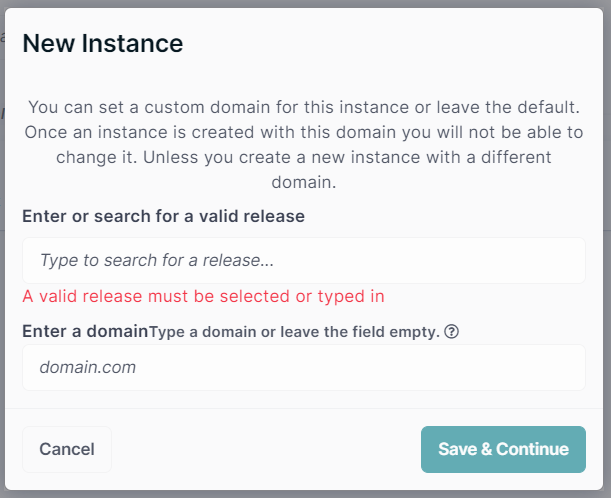 New Instance
You can set a custom domain for this instance or leave the default.
Once an instance is created with this domain you will not be able to
change it. Unless you create a new instance with a different
domain.
Enter or search for a valid release
Type to search for a release...
A valid release must be selected or typed in
Enter a domainType a domain or leave the field empty.
domain.com
Cancel
Save & Continue